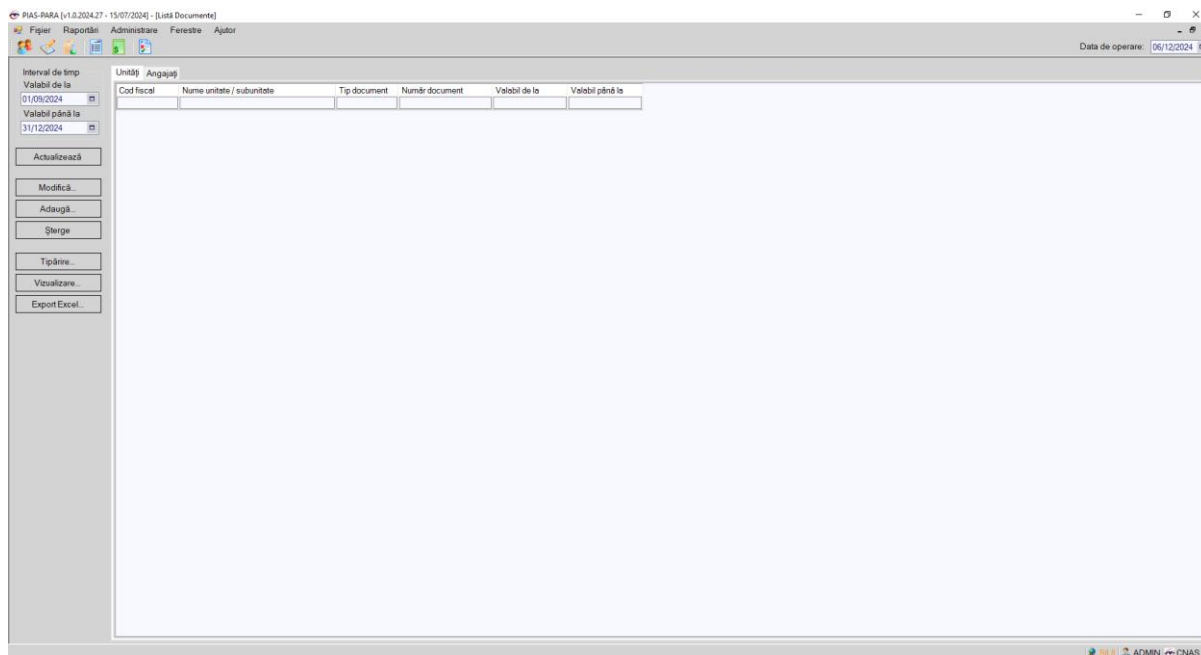 PIAS-PARA [v1.0.2024.27 - 15/07/2024] - [Listă Documente]
Fișier Raportări Administrare Ferestre Ajutor
Data de operare: 06/12/2024
Interval de timp
Valabil de la
01/09/2024
Valabil până la
31/12/2024
Actualizează
Modifică...
Adaugă...
Șterge
Tipărire...
Vizualizare...
Export Excel...
Unități Angajați
Cod fiscal Nume unitate / subunitate Tip document Număr document Valabil de la Valabil până la
ADMIN CNAS